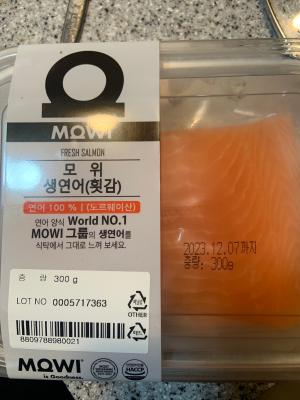 MOWI
FRESH SALMON
모 위
생연어(횟감)
연어 100 % | (노르웨이산)
연어 양식 World NO.1
MOWI 그룹의 생연어를
식탁에서 그대로 느껴 보세요.
2023.12.07까지
중량: 300g
중 량 300 g
LOT NO 0005717363
OTHER
8809788980021
MOWI
is Goodness.
HACCP